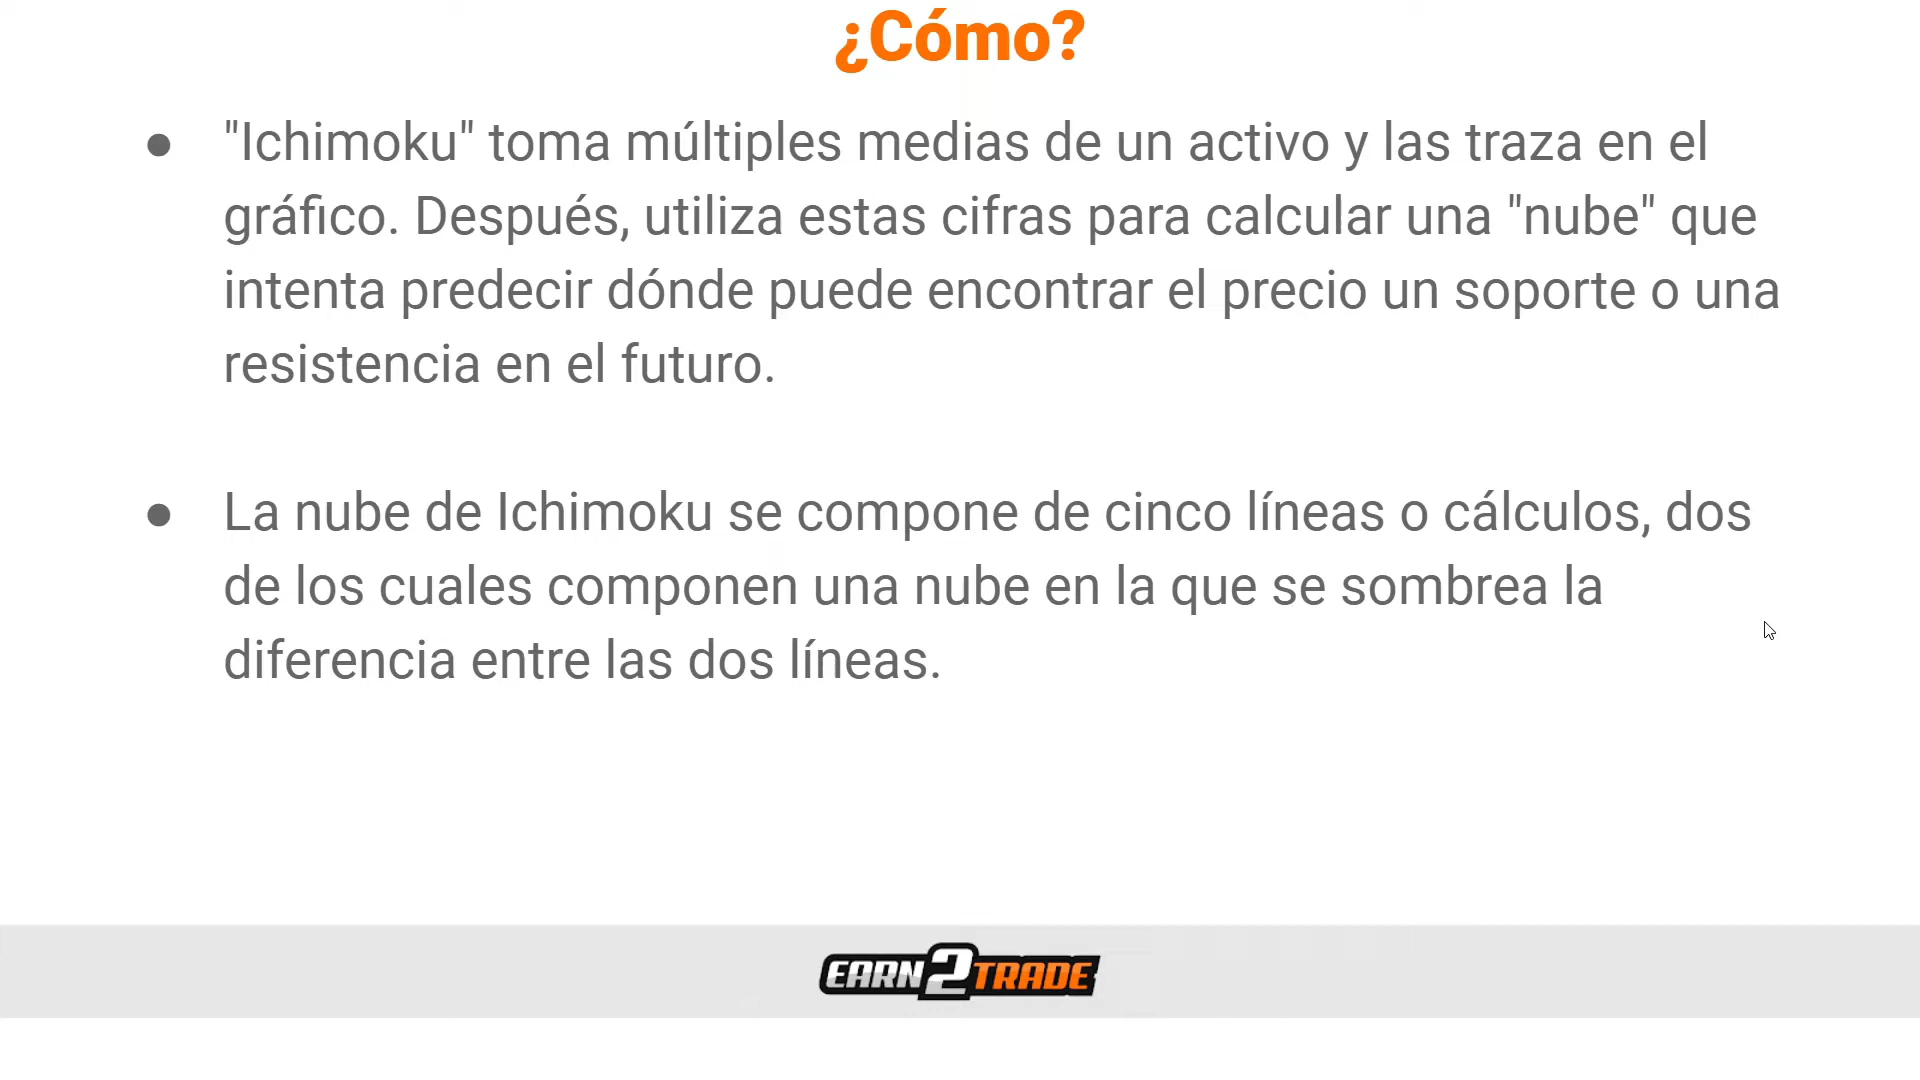 ¿Cómo?
● "Ichimoku" toma múltiples medias de un activo y las traza en el
gráfico. Después, utiliza estas cifras para calcular una "nube" que
intenta predecir dónde puede encontrar el precio un soporte o una
resistencia en el futuro.
● La nube de Ichimoku se compone de cinco líneas o cálculos, dos
de los cuales componen una nube en la que se sombrea la
diferencia entre las dos líneas.
EARN2TRADE